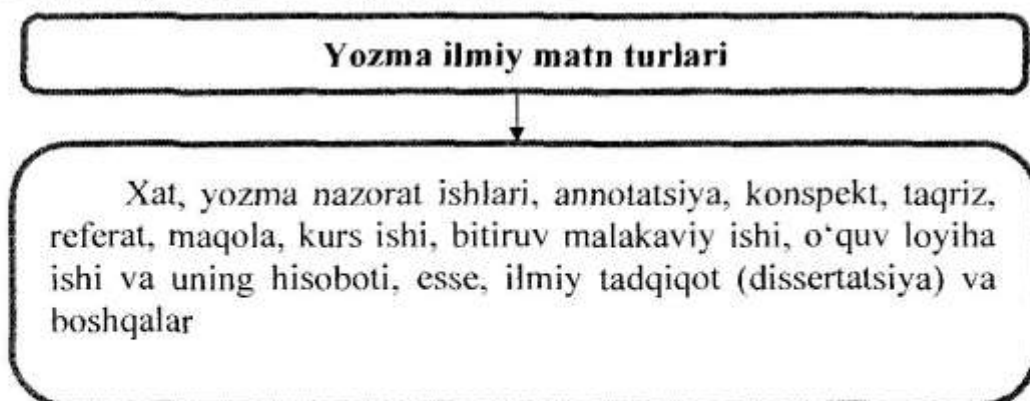 Yozma ilmiy matn turlari
Xat, yozma nazorat ishlari, annotatsiya, konspekt, taqriz,
referat, maqola, kurs ishi, bitiruv malakaviy ishi, o‘quv loyiha
ishi va uning hisoboti, esse, ilmiy tadqiqot (dissertatsiya) va
boshqalar